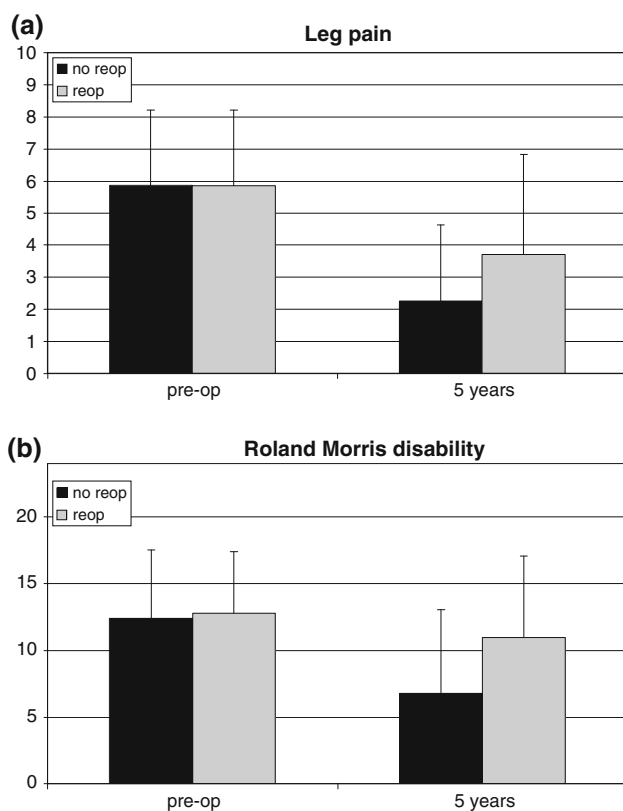 (a)
Leg pain
10
no reop
9
reop
8
7
6
5
4
3
2
1
0
pre-op 5 years
(b)
Roland Morris disability
no reop
reop
20
15
10
5
0
pre-op 5 years